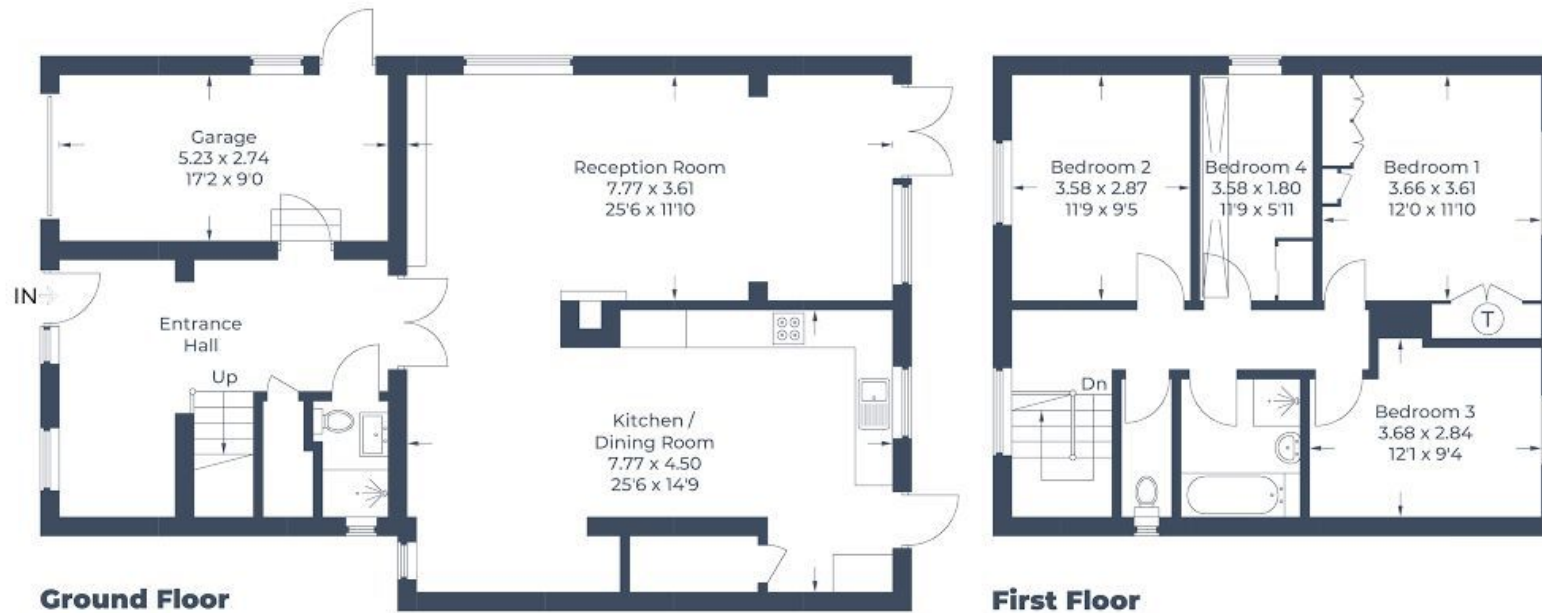 Garage
5.23 x 2.74
17'2 x 9'0
Reception Room
7.77 x 3.61
25'6 x 11'10
IN
Entrance
Hall
Up
Kitchen /
Dining Room
7.77 x 4.50
25'6 x 14'9
Ground Floor
Bedroom 2
3.58 x 2.87
11'9 x 9'5
Bedroom 4
3.58 x 1.80
11'9 x 5'11
Bedroom 1
3.66 x 3.61
12'0 x 11'10
T
Dn
Bedroom 3
3.68 x 2.84
12'1 x 9'4
First Floor